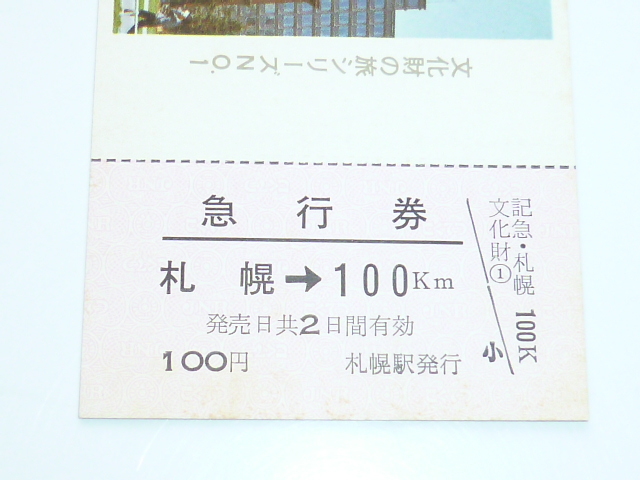 文化財の旅シリーズNO.1
急行券
札幌➡100Km
発売日共2日間有効
100円 札幌駅発行
記急・札幌 100K
文化財① 小